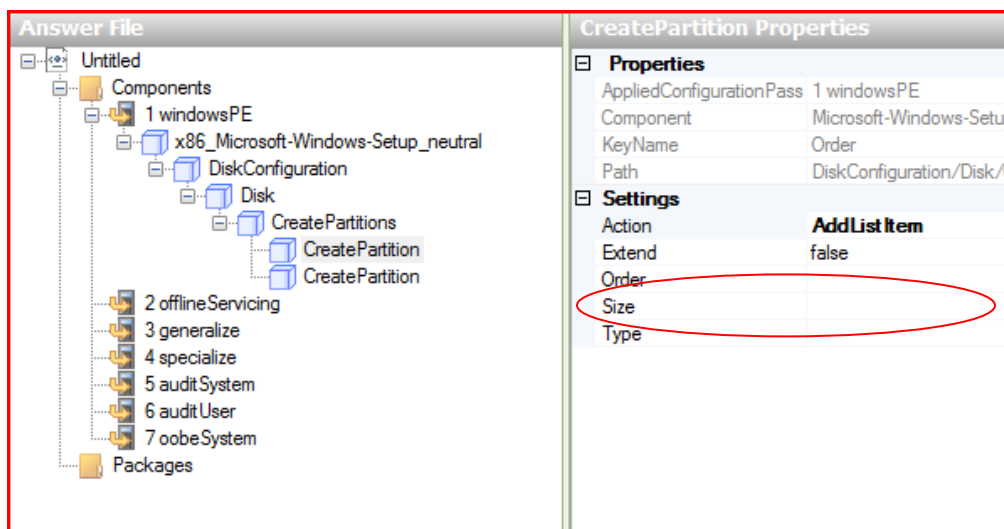 Answer File
Untitled
Components
1 windowsPE
x86_Microsoft-Windows-Setup_neutral
DiskConfiguration
Disk
CreatePartitions
CreatePartition
CreatePartition
2 offlineServicing
3 generalize
4 specialize
5 auditSystem
6 auditUser
7 oobeSystem
Packages
CreatePartition Properties
Properties
AppliedConfigurationPass 1 windowsPE
Component Microsoft-Windows-Setu
KeyName Order
Path DiskConfiguration/Disk/
Settings
Action AddListItem
Extend false
Order
Size
Type